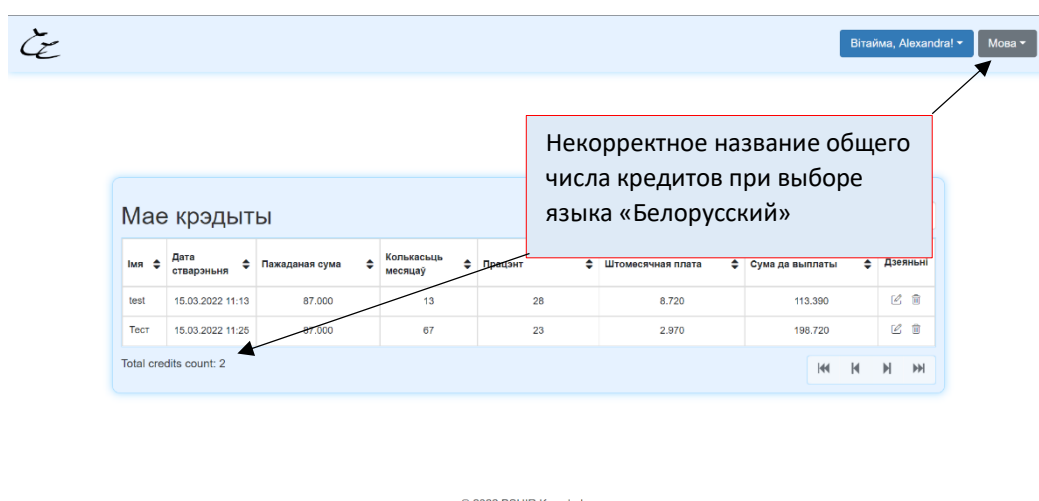 Вітайма, Alexandra!
Мова
Некорректное название общего
числа кредитов при выборе
языка «Белорусский»
Мае крэдыты
Імя
Дата
стварэньня
Пажаданая сума
Колькасьць
месяцаў
Працэнт
Штомесячная плата
Сума да выплаты
Дзеяньні
test 15.03.2022 11:13 87.000 13 28 8.720 113.390
Тест 15.03.2022 11:25 87.000 67 23 2.970 198.720
Total credits count: 2